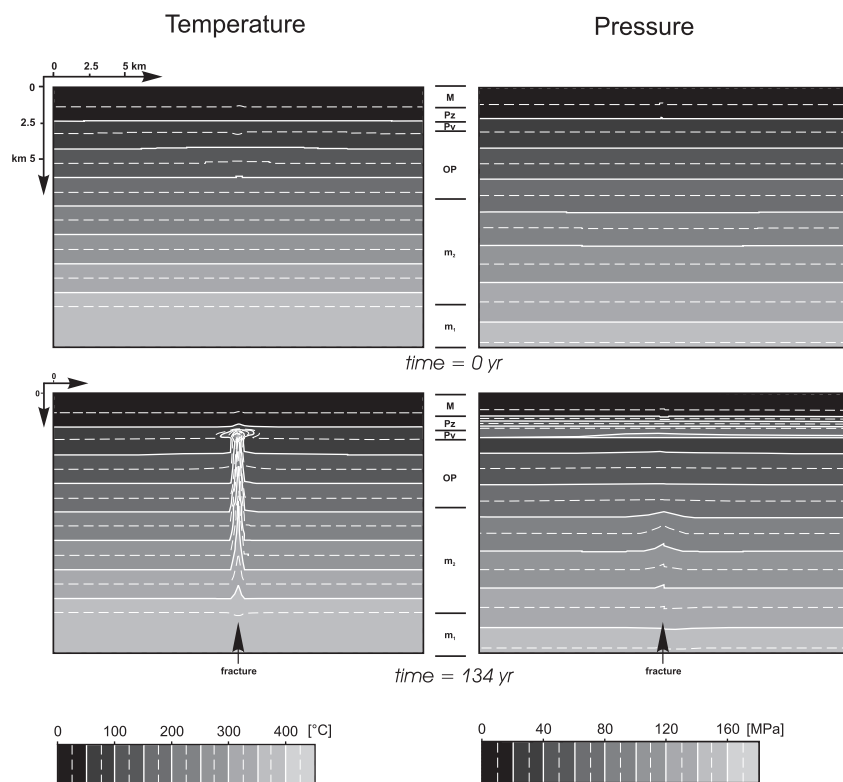 Temperature
Pressure
0 2.5 5 km
0
2.5
km 5
M
Pz
Pv
OP
m₂
m₁
time = 0 yr
0
0
M
Pz
Pv
OP
m₂
m₁
fracture
fracture
time = 134 yr
0 100 200 300 400 [°C]
0 40 80 120 160 [MPa]